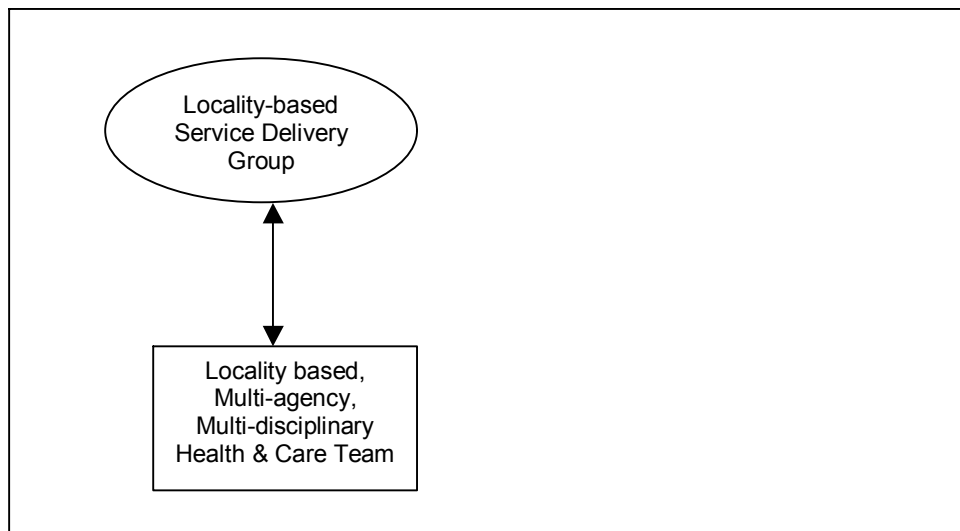 Locality-based
Service Delivery
Group
Locality based,
Multi-agency,
Multi-disciplinary
Health & Care Team